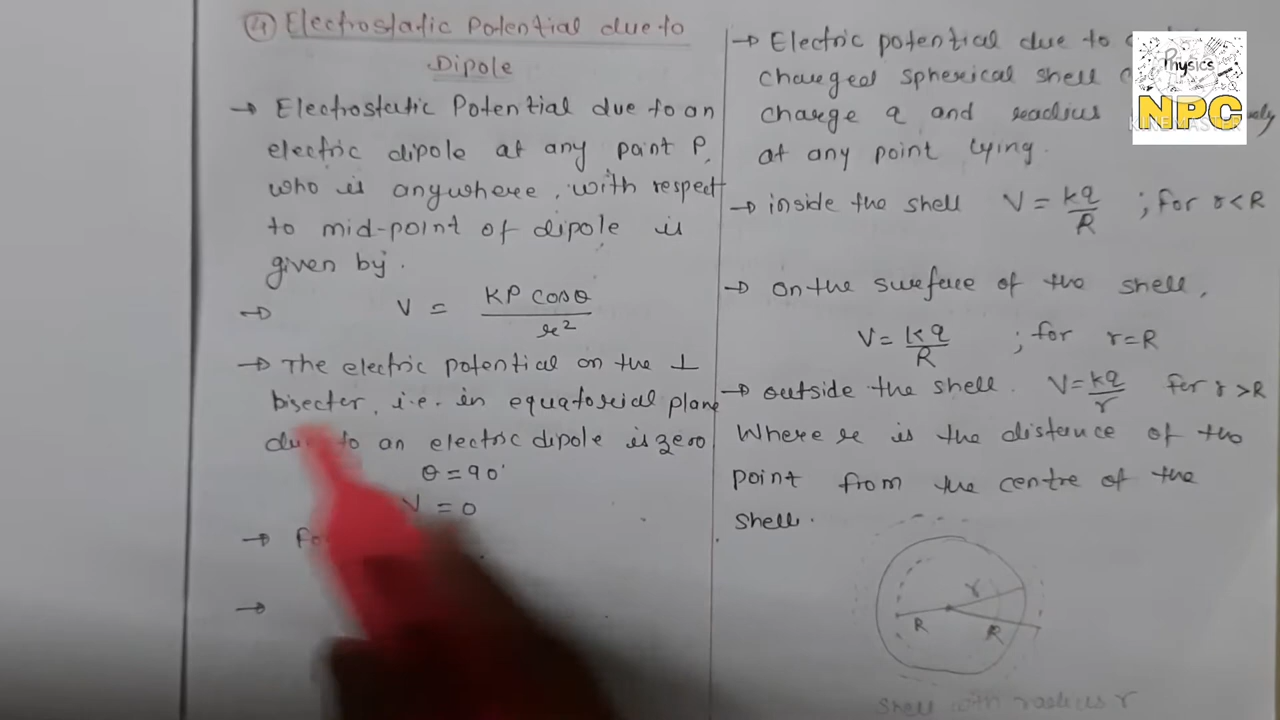 ④ Electrostatic Potential due to
Dipole
→ Electrostatic Potential due to an
electric dipole at any point P,
who is anywhere, with respect
to mid-point of dipole is
given by.
→ V = KP cosθ / r²
→ The electric potential on the ⊥
bisecter, i.e. in equatorial plane
due to an electric dipole is zero
θ = 90°
V = 0
→
→
→ Electric potential due to
charged spherical shell
charge q and readius
at any point lying.
→ inside the shell V = kq / R ; for r < R
→ on the surface of the shell,
V = kq / R ; for r = R
→ outside the shell. V = kq / r for r > R
Where r is the distance of the
point from the centre of the
shell.
r
R
R
Shell with radius r
Physics
NPC